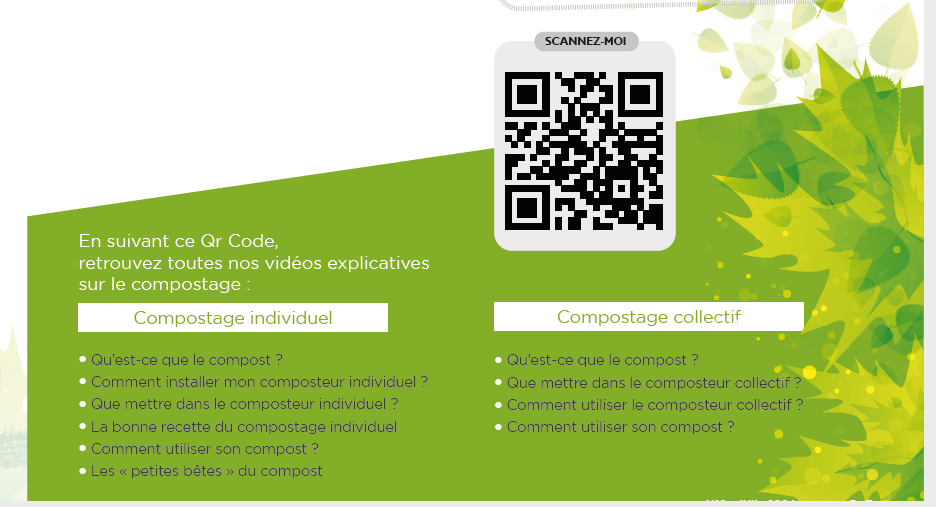 SCANNEZ-MOI
En suivant ce Qr Code,
retrouvez toutes nos vidéos explicatives
sur le compostage :
Compostage individuel
• Qu'est-ce que le compost ?
• Comment installer mon composteur individuel ?
• Que mettre dans le composteur individuel ?
• La bonne recette du compostage individuel
• Comment utiliser son compost ?
• Les « petites bêtes » du compost
Compostage collectif
• Qu'est-ce que le compost ?
• Que mettre dans le composteur collectif ?
• Comment utiliser le composteur collectif ?
• Comment utiliser son compost ?